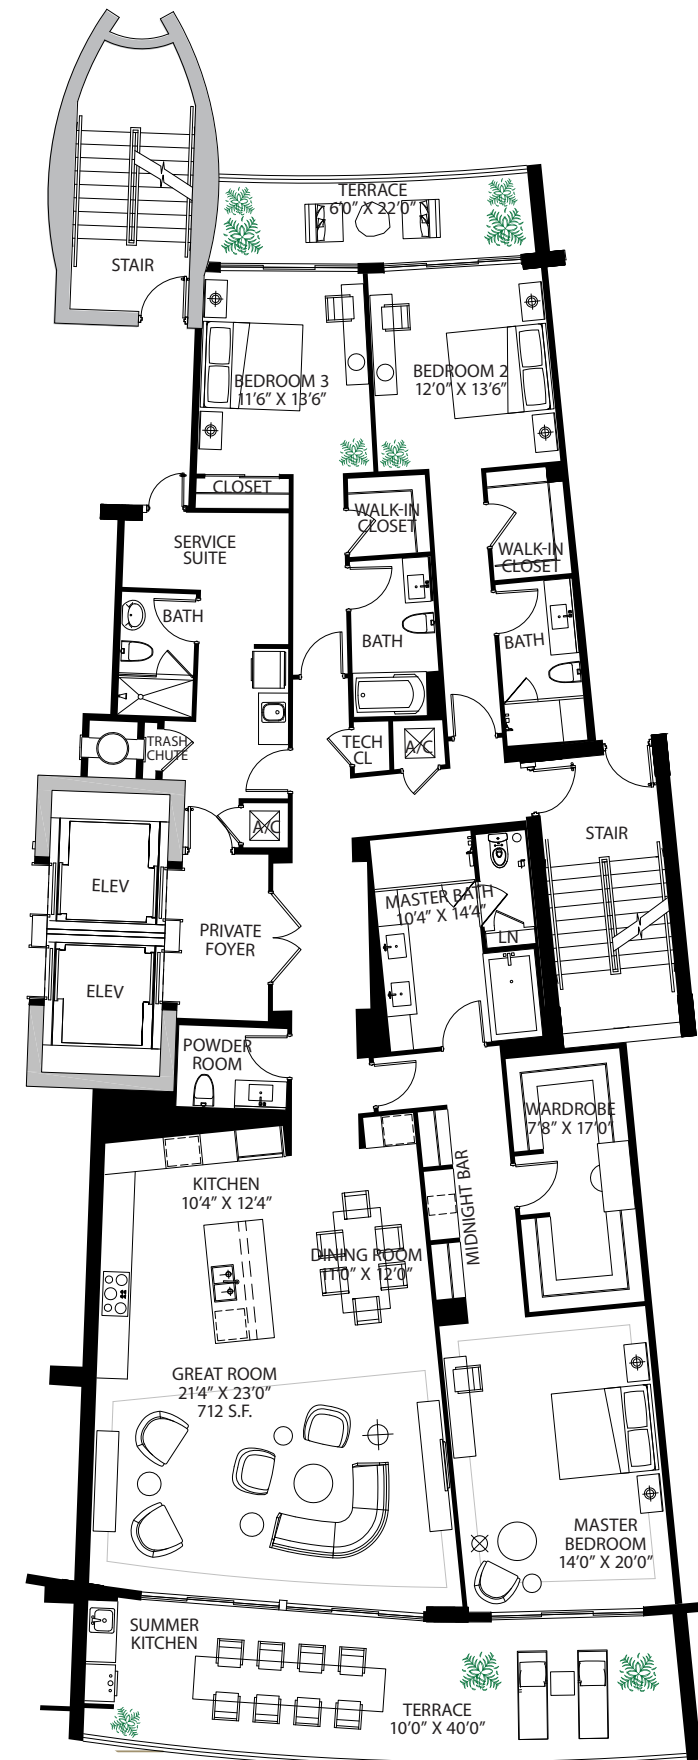 TERRACE
6'0" X 22'0"
STAIR
BEDROOM 3
11'6" X 13'6"
BEDROOM 2
12'0" X 13'6"
CLOSET
WALK-IN
CLOSET
SERVICE
SUITE
WALK-IN
CLOSET
BATH
BATH
BATH
TRASH
CHUTE
TECH
CL
A/C
A/C
STAIR
ELEV
MASTER BATH
10'4" X 14'4"
PRIVATE
FOYER
LN
ELEV
POWDER
ROOM
WARDROBE
7'8" X 17'0"
MIDNIGHT BAR
KITCHEN
10'4" X 12'4"
DINING ROOM
11'0" X 12'0"
GREAT ROOM
21'4" X 23'0"
712 S.F.
MASTER
BEDROOM
14'0" X 20'0"
SUMMER
KITCHEN
TERRACE
10'0" X 40'0"